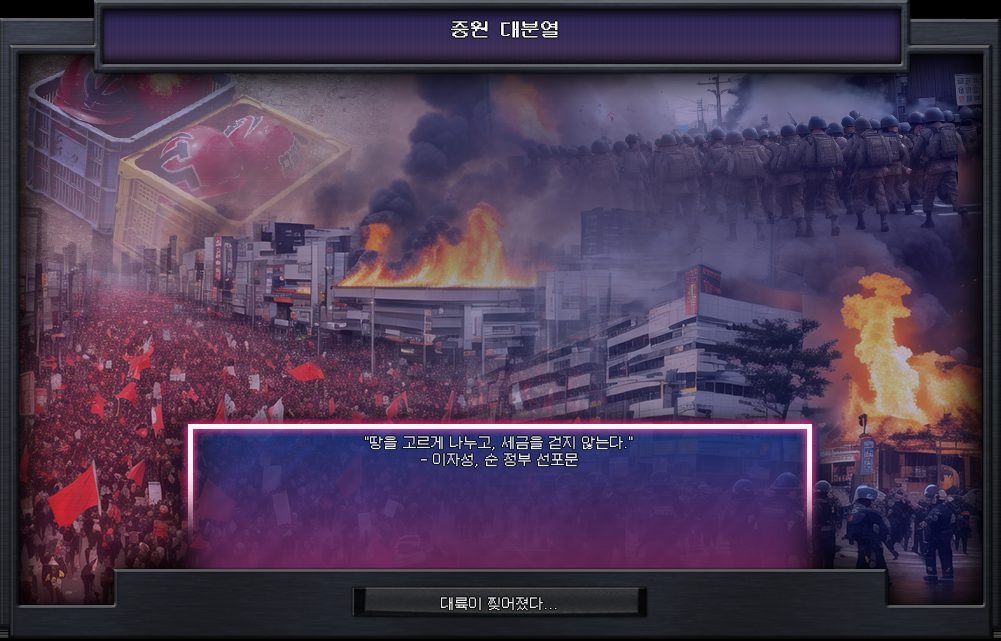 중원 대분열
"땅을 고르게 나누고, 세금을 걷지 않는다."
- 이자성, 순 정부 선포문
대륙이 찢어졌다...